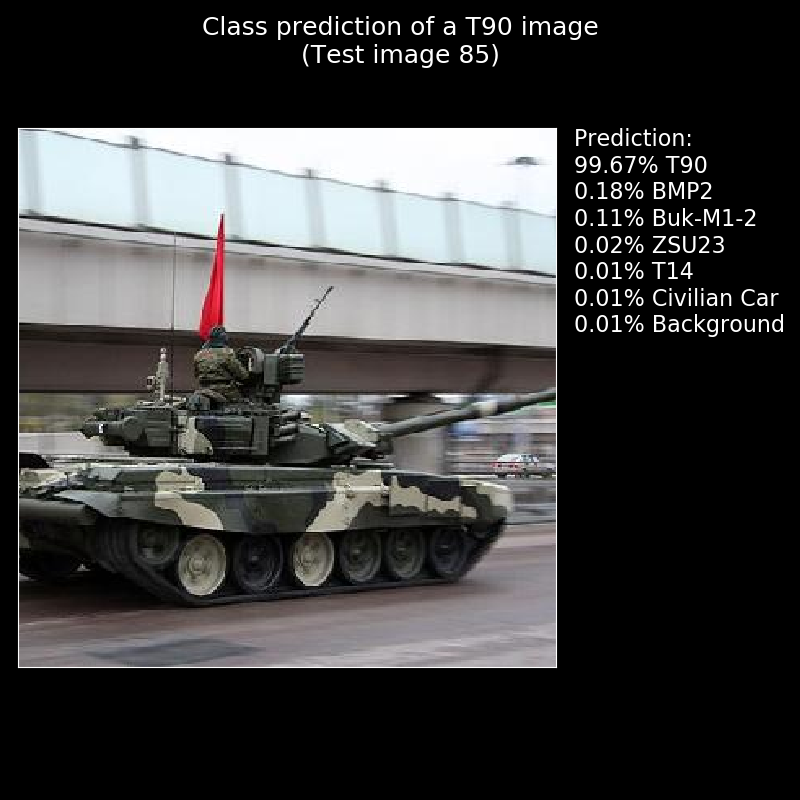 Class prediction of a T90 image
(Test image 85)
Prediction:
99.67% T90
0.18% BMP2
0.11% Buk-M1-2
0.02% ZSU23
0.01% T14
0.01% Civilian Car
0.01% Background